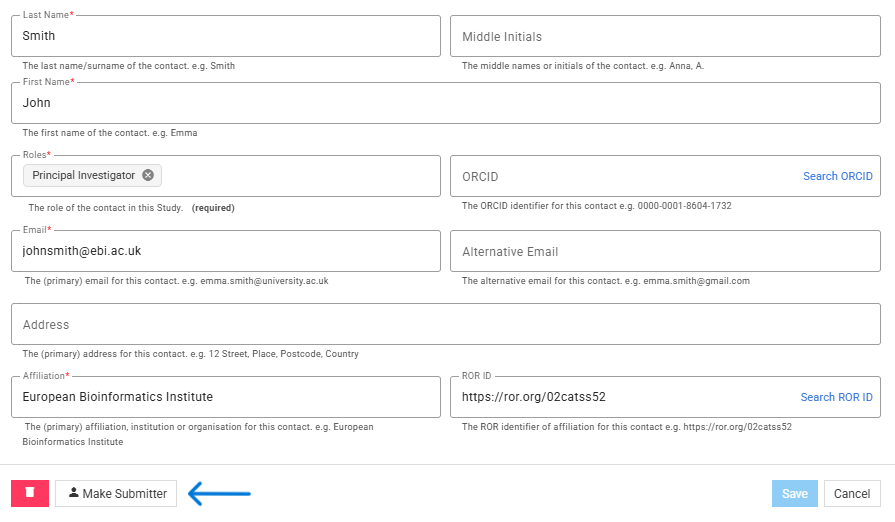 Last Name*
Smith
Middle Initials
The last name/surname of the contact. e.g. Smith
The middle names or initials of the contact. e.g. Anna, A.
First Name*
John
The first name of the contact. e.g. Emma
Roles*
Principal Investigator
ORCID
Search ORCID
The role of the contact in this Study. (required)
The ORCID identifier for this contact e.g. 0000-0001-8604-1732
Email*
johnsmith@ebi.ac.uk
Alternative Email
The (primary) email for this contact. e.g. emma.smith@university.ac.uk
The alternative email for this contact. e.g. emma.smith@gmail.com
Address
The (primary) address for this contact. e.g. 12 Street, Place, Postcode, Country
Affiliation*
European Bioinformatics Institute
ROR ID
https://ror.org/02catss52
Search ROR ID
The (primary) affiliation, institution or organisation for this contact. e.g. European
Bioinformatics Institute
The ROR identifier of affiliation for this contact e.g. https://ror.org/02catss52
Make Submitter
Save
Cancel